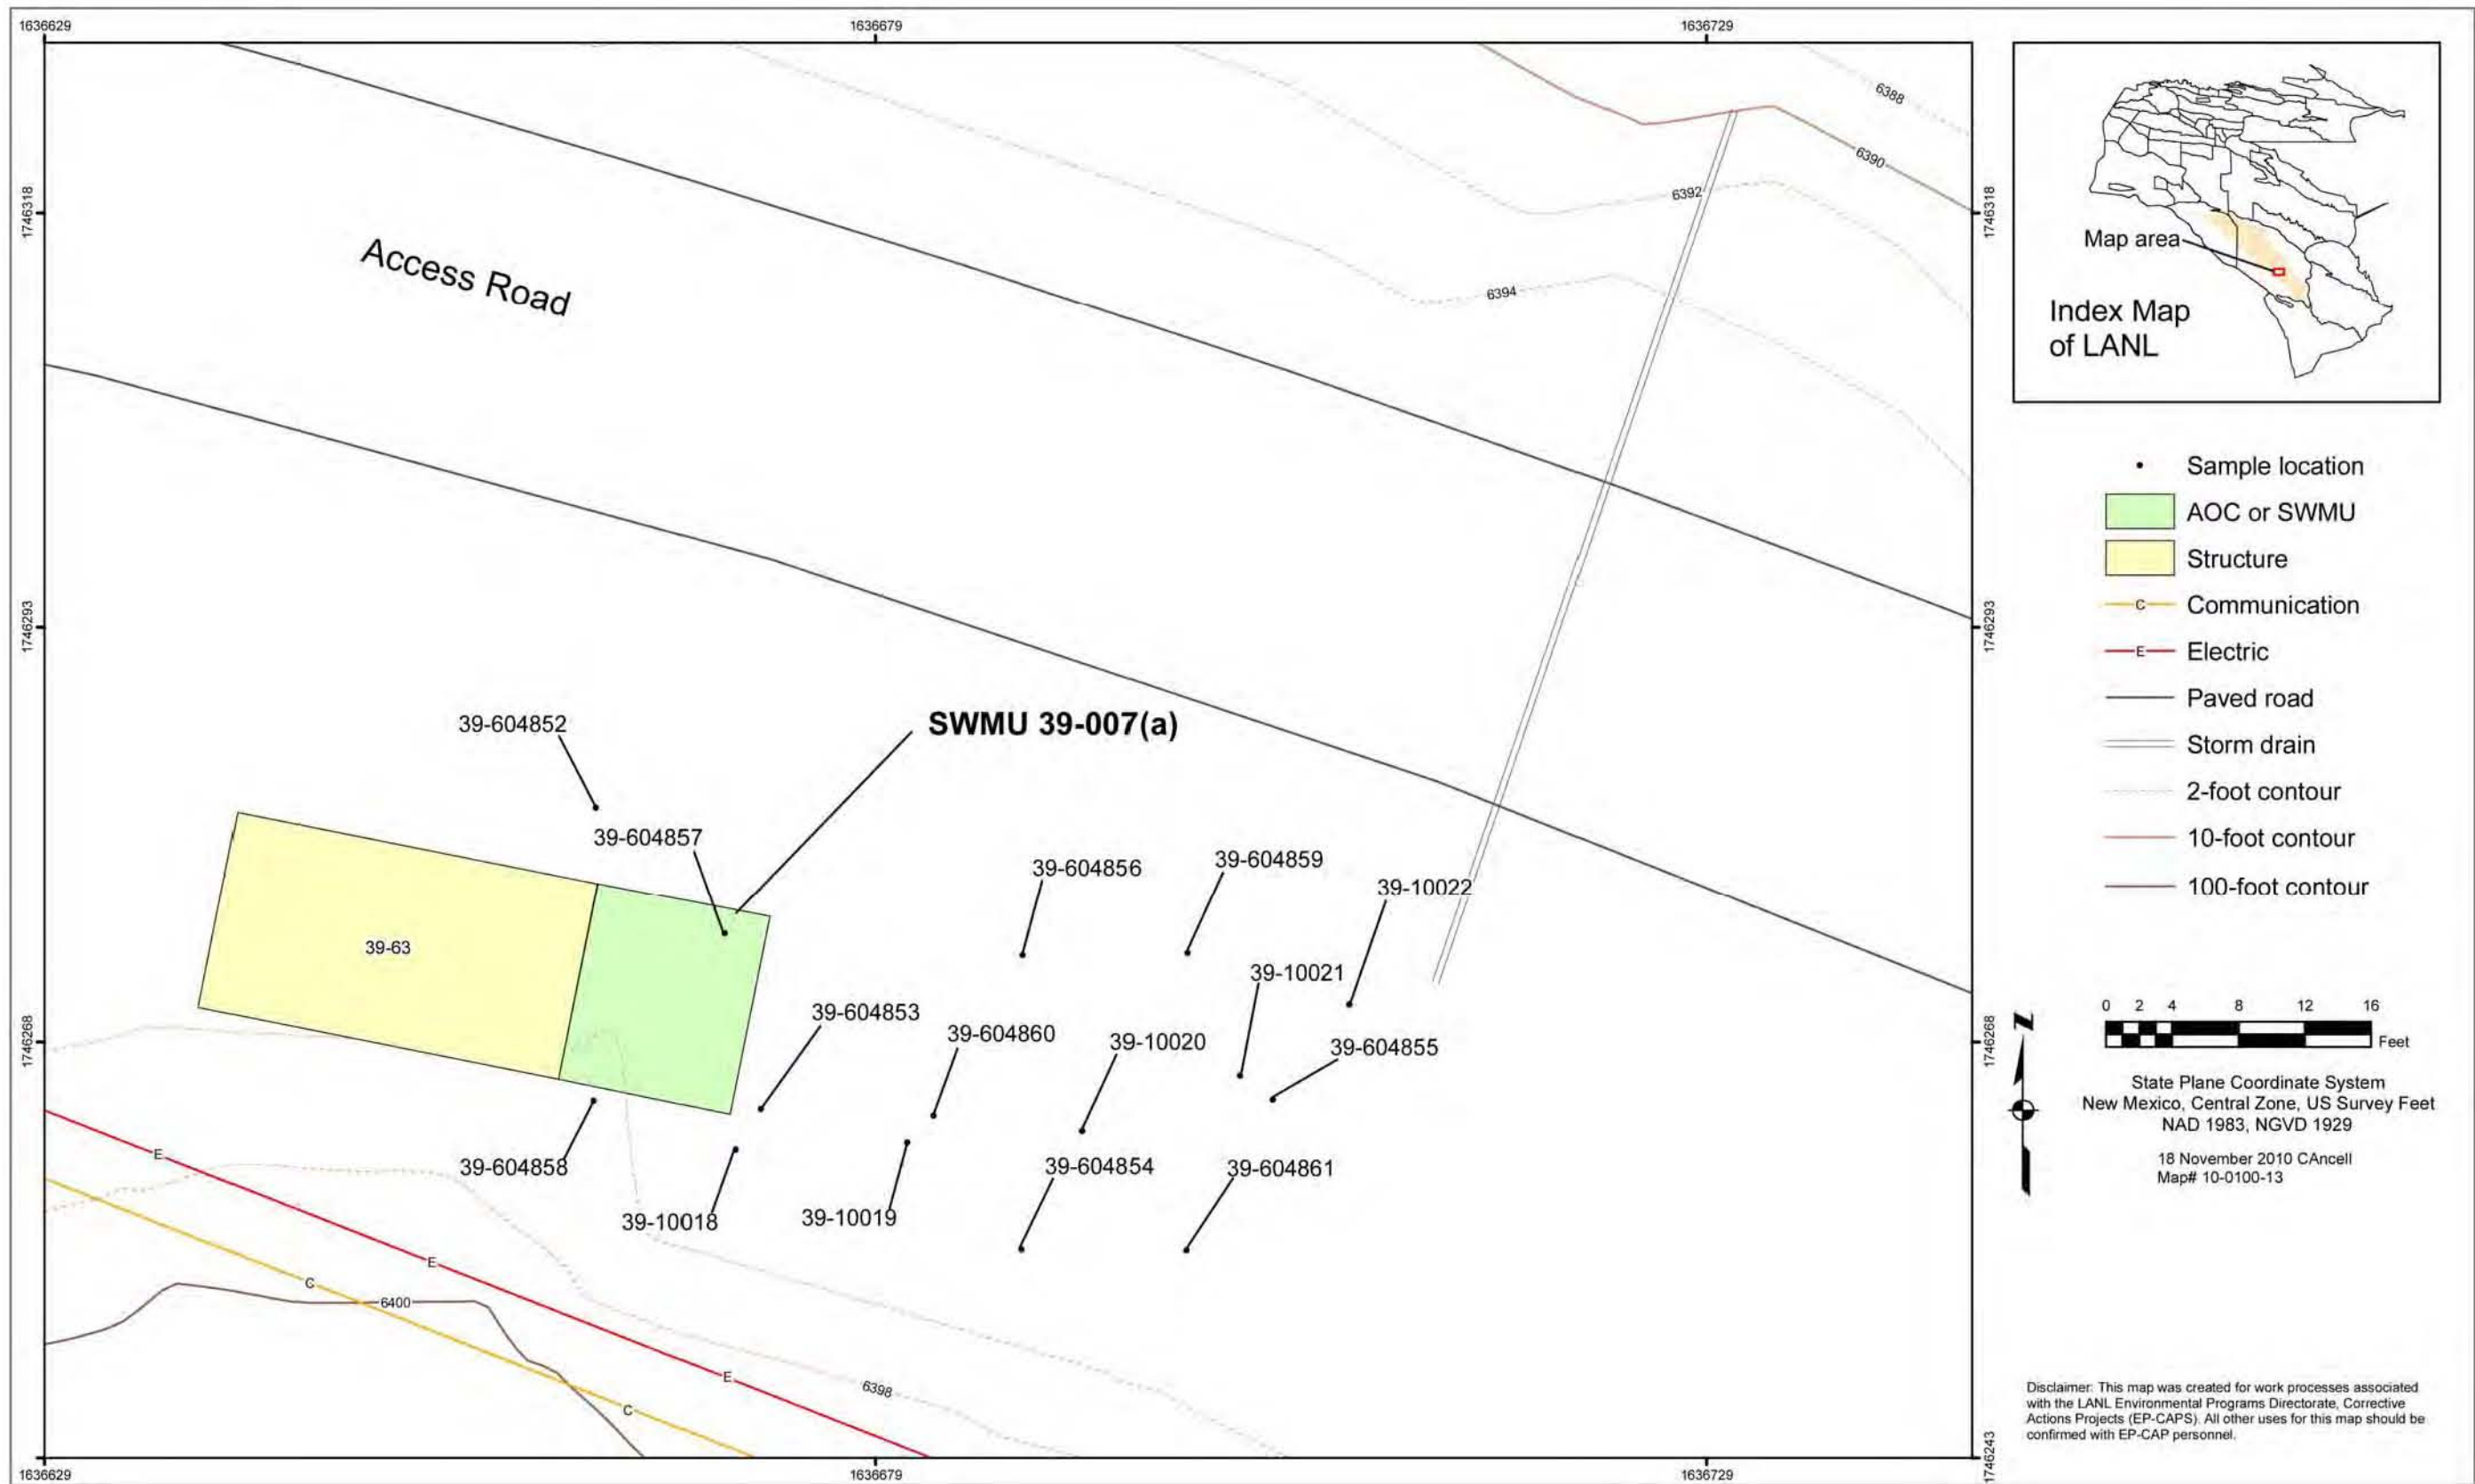 1636629
1636679
1636729
1746318
1746318
6388
6390
6392
6394
Access Road
1746293
1746293
39-604852
SWMU 39-007(a)
39-604857
39-604856
39-604859
39-10022
39-63
39-10021
39-604853
39-604860
39-10020
39-604855
1746268
1746268
39-604858
39-604854
39-604861
39-10018
39-10019
E
E
E
C
C
6400
6398
1746243
1636629
1636679
1636729
Map area
Index Map
of LANL
Sample location
AOC or SWMU
Structure
C Communication
E Electric
Paved road
Storm drain
2-foot contour
10-foot contour
100-foot contour
0 2 4 8 12 16
Feet
N
State Plane Coordinate System
New Mexico, Central Zone, US Survey Feet
NAD 1983, NGVD 1929
18 November 2010 CAncell
Map# 10-0100-13
Disclaimer: This map was created for work processes associated
with the LANL Environmental Programs Directorate, Corrective
Actions Projects (EP-CAPS). All other uses for this map should be
confirmed with EP-CAP personnel.